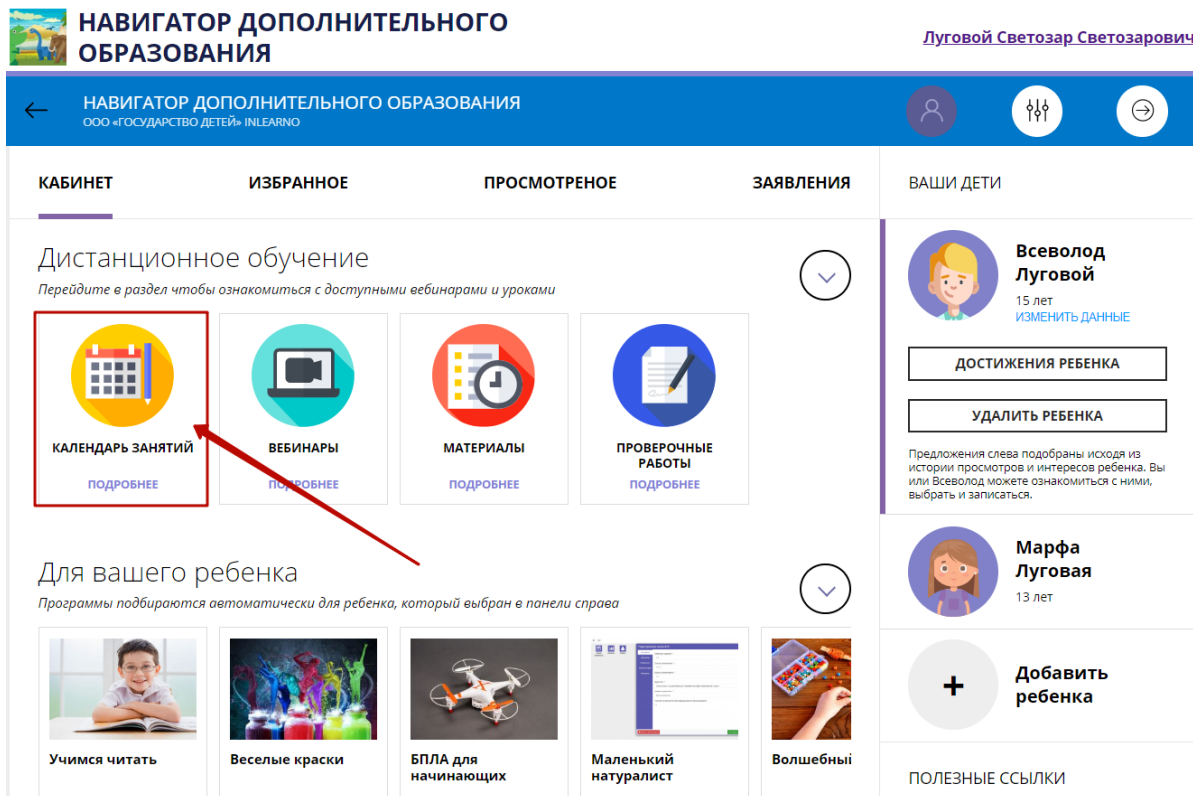 НАВИГАТОР ДОПОЛНИТЕЛЬНОГО
ОБРАЗОВАНИЯ
Луговой Светозар Светозарович
НАВИГАТОР ДОПОЛНИТЕЛЬНОГО ОБРАЗОВАНИЯ
ООО «ГОСУДАРСТВО ДЕТЕЙ» INLEARNO
КАБИНЕТ
ИЗБРАННОЕ
ПРОСМОТРЕНОЕ
ЗАЯВЛЕНИЯ
Дистанционное обучение
Перейдите в раздел чтобы ознакомиться с доступными вебинарами и уроками
КАЛЕНДАРЬ ЗАНЯТИЙ
ПОДРОБНЕЕ
ВЕБИНАРЫ
ПОДРОБНЕЕ
МАТЕРИАЛЫ
ПОДРОБНЕЕ
ПРОВЕРОЧНЫЕ
РАБОТЫ
ПОДРОБНЕЕ
Для вашего ребенка
Программы подбираются автоматически для ребенка, который выбран в панели справа
Учимся читать
Веселые краски
БПЛА для
начинающих
Маленький
натуралист
Волшебный
ВАШИ ДЕТИ
Всеволод
Луговой
15 лет
ИЗМЕНИТЬ ДАННЫЕ
ДОСТИЖЕНИЯ РЕБЕНКА
УДАЛИТЬ РЕБЕНКА
Предложения слева подобраны исходя из
истории просмотров и интересов ребенка. Вы
или Всеволод можете ознакомиться с ними,
выбрать и записаться.
Марфа
Луговая
13 лет
Добавить
ребенка
ПОЛЕЗНЫЕ ССЫЛКИ